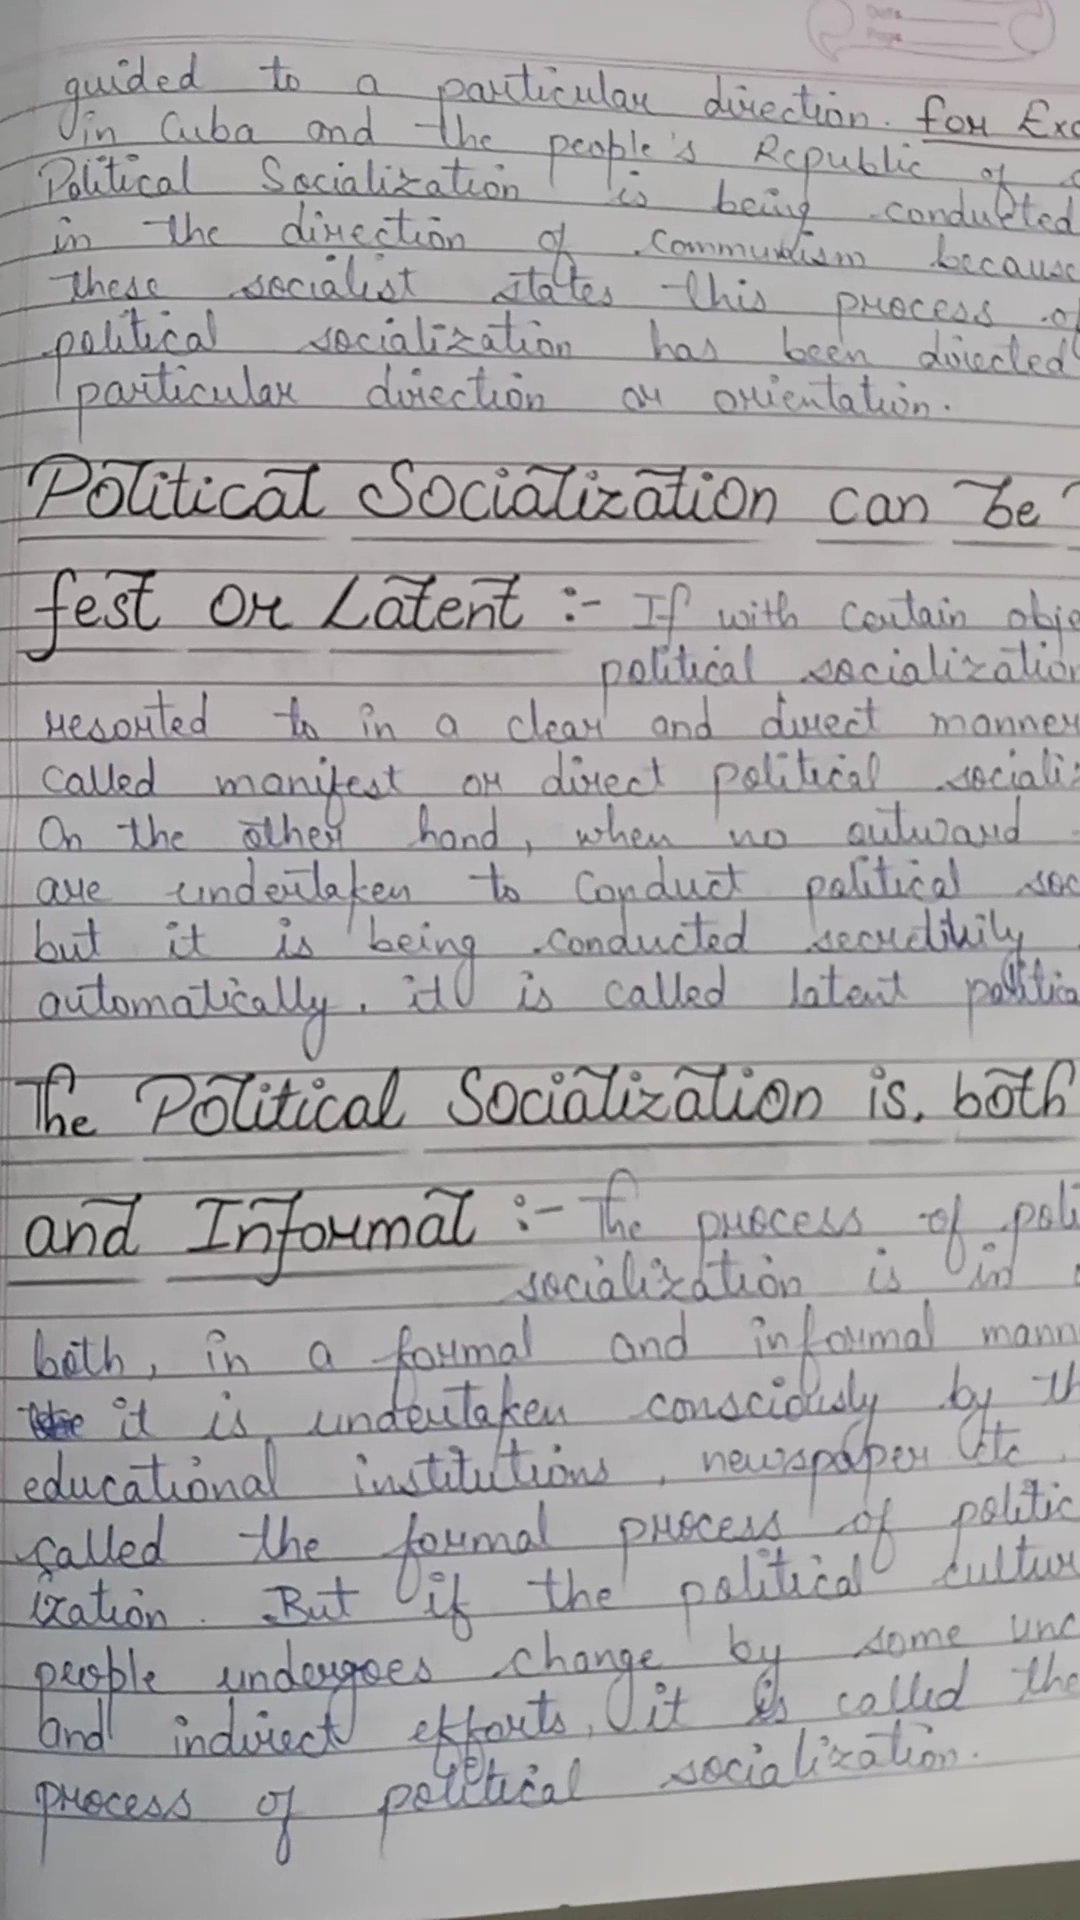 Date
Page
guided to a particular direction. For Exa
in Cuba and the people's Republic of
Political Socialization is being conducted
in the direction of communism because
these socialist states this process of
political socialization has been directed
particular direction or orientation.
Political Socialization can be
fest or Latent :- If with certain obje
political socialization
resorted to in a clear and direct manner
called manifest or direct political sociali
On the other hand, when no outward
are undertaken to conduct political soc
but it is being conducted
automatically, it is called latent politica
The Political Socialization is, both
and Informal :- The process of poli
socialization is in
both, in a formal and informal mann
it is undertaken consciously by th
educational institutions, newspaper etc.
called the formal process of politic
ization. But if the political cultur
people undergoes change by some unc
and indirect efforts, it is called the
process of political socialization.